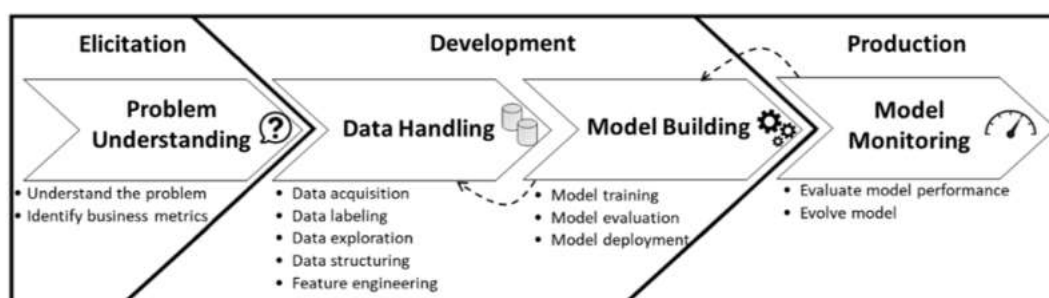 Elicitation
Development
Production
Problem
Understanding
?
Data Handling
Model Building
Model
Monitoring
• Understand the problem
• Identify business metrics
• Data acquisition
• Data labeling
• Data exploration
• Data structuring
• Feature engineering
• Model training
• Model evaluation
• Model deployment
• Evaluate model performance
• Evolve model